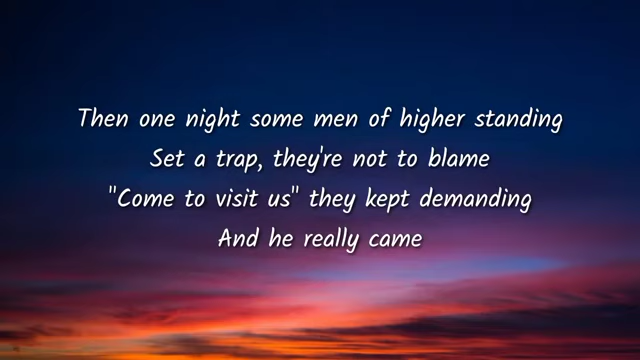 Then one night some men of higher standing
Set a trap, they're not to blame
"Come to visit us" they kept demanding
And he really came